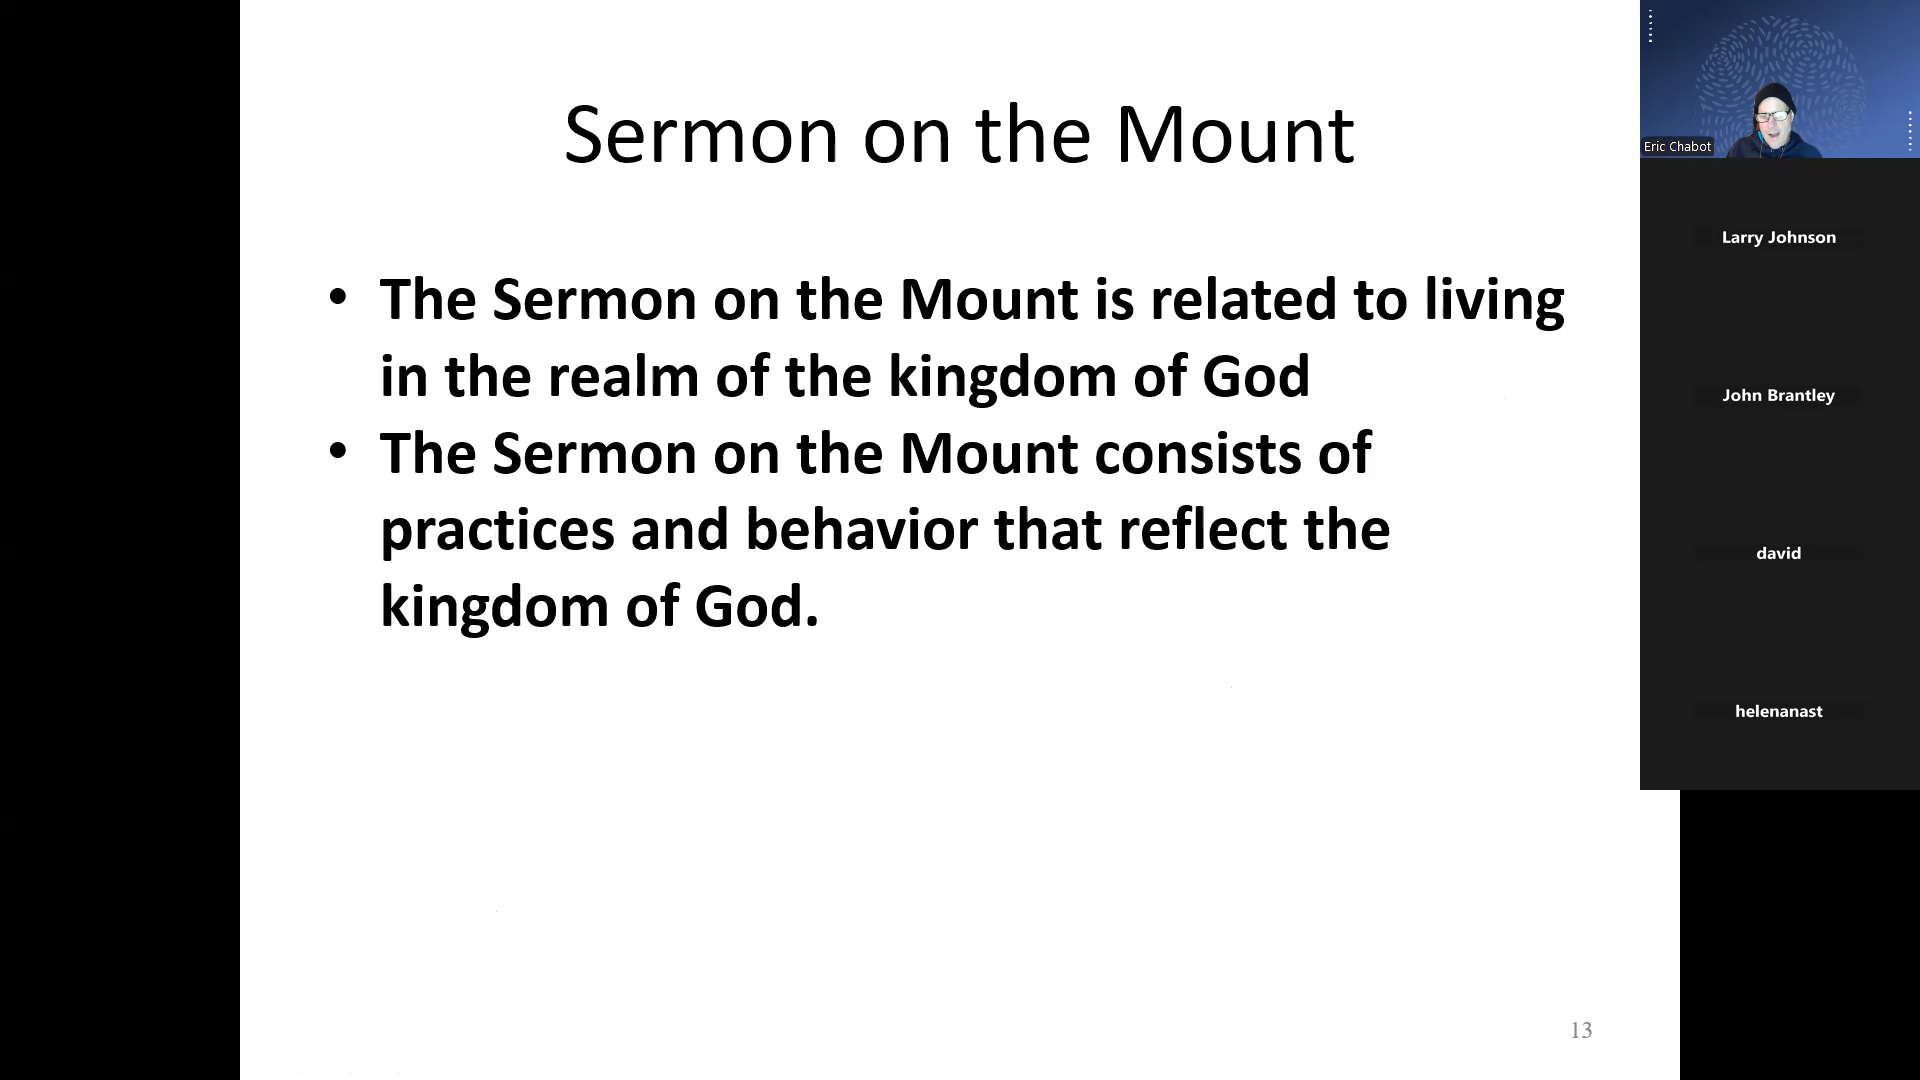 Sermon on the Mount
• The Sermon on the Mount is related to living
in the realm of the kingdom of God
• The Sermon on the Mount consists of
practices and behavior that reflect the
kingdom of God.
13
Eric Chabot
Larry Johnson
John Brantley
david
helenanast